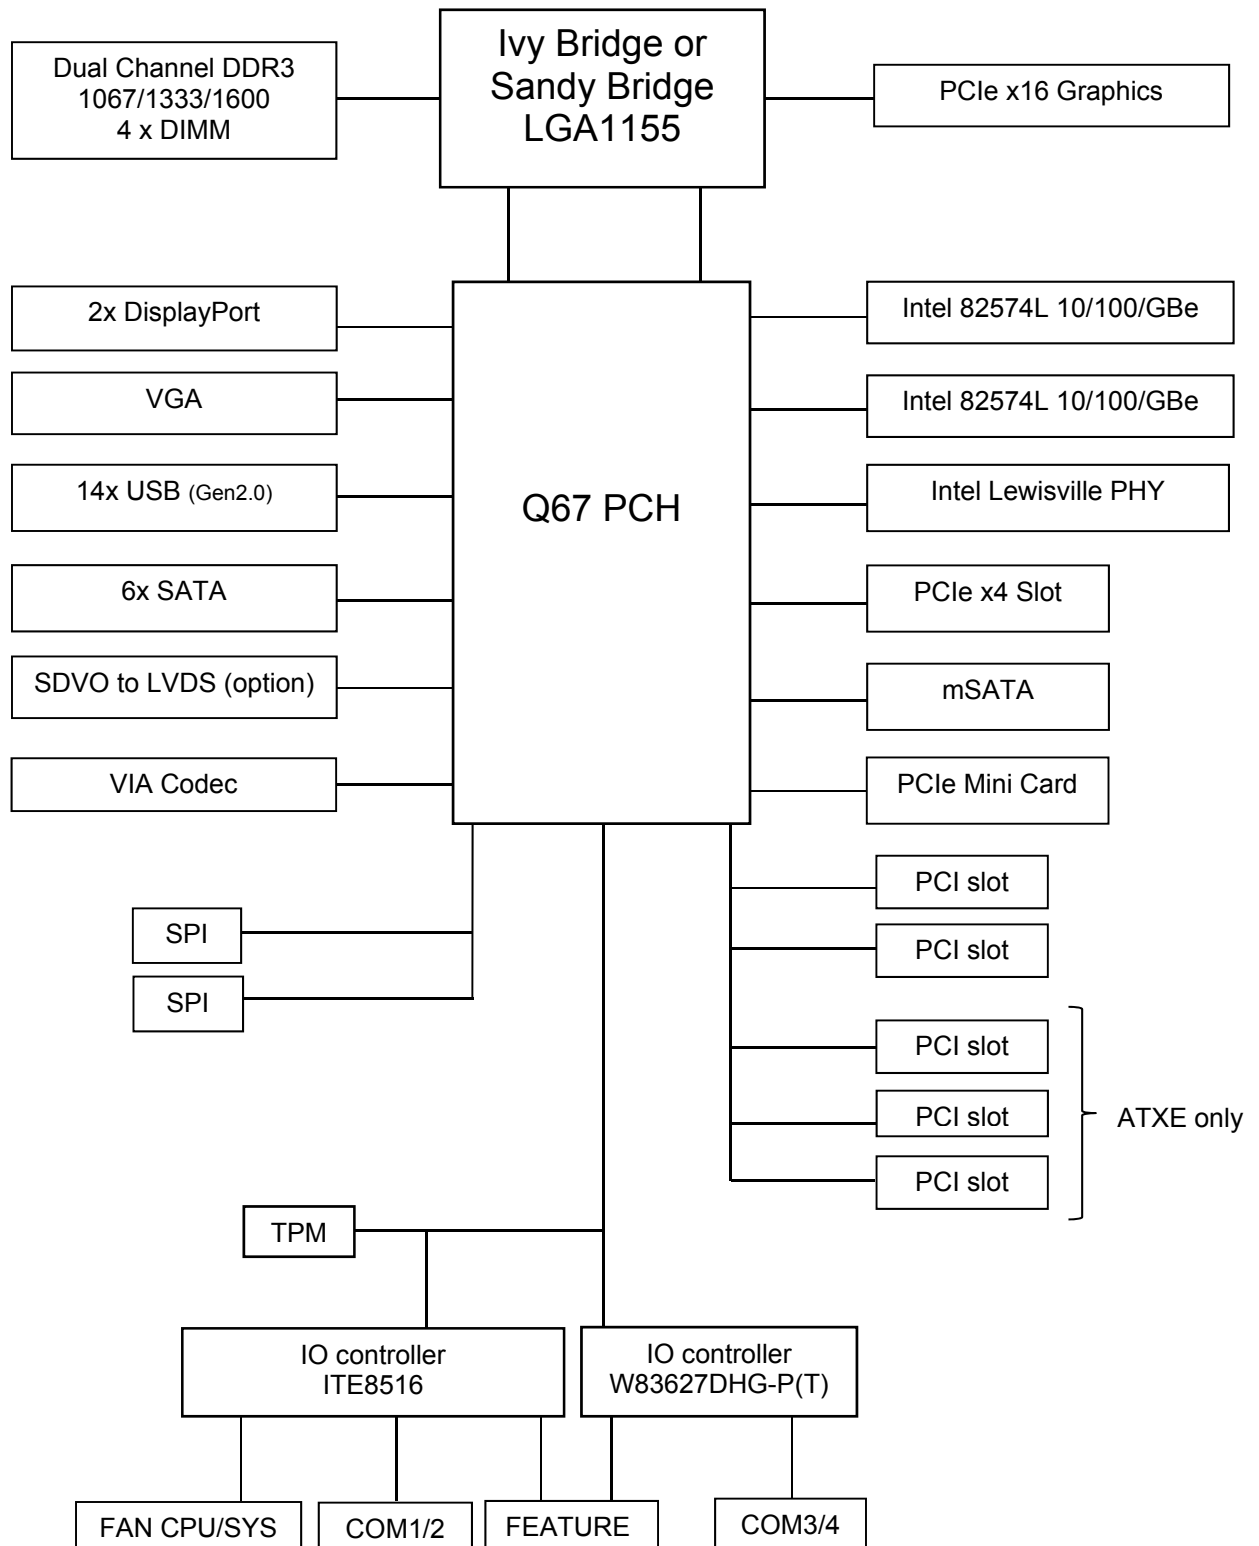 Ivy Bridge or
Sandy Bridge
LGA1155
Dual Channel DDR3
1067/1333/1600
4 x DIMM
PCIe x16 Graphics
2x DisplayPort
VGA
14x USB (Gen2.0)
6x SATA
SDVO to LVDS (option)
VIA Codec
Q67 PCH
Intel 82574L 10/100/GBe
Intel 82574L 10/100/GBe
Intel Lewisville PHY
PCIe x4 Slot
mSATA
PCIe Mini Card
PCI slot
PCI slot
PCI slot
PCI slot
PCI slot
ATXE only
SPI
SPI
TPM
IO controller
ITE8516
IO controller
W83627DHG-P(T)
FAN CPU/SYS
COM1/2
FEATURE
COM3/4